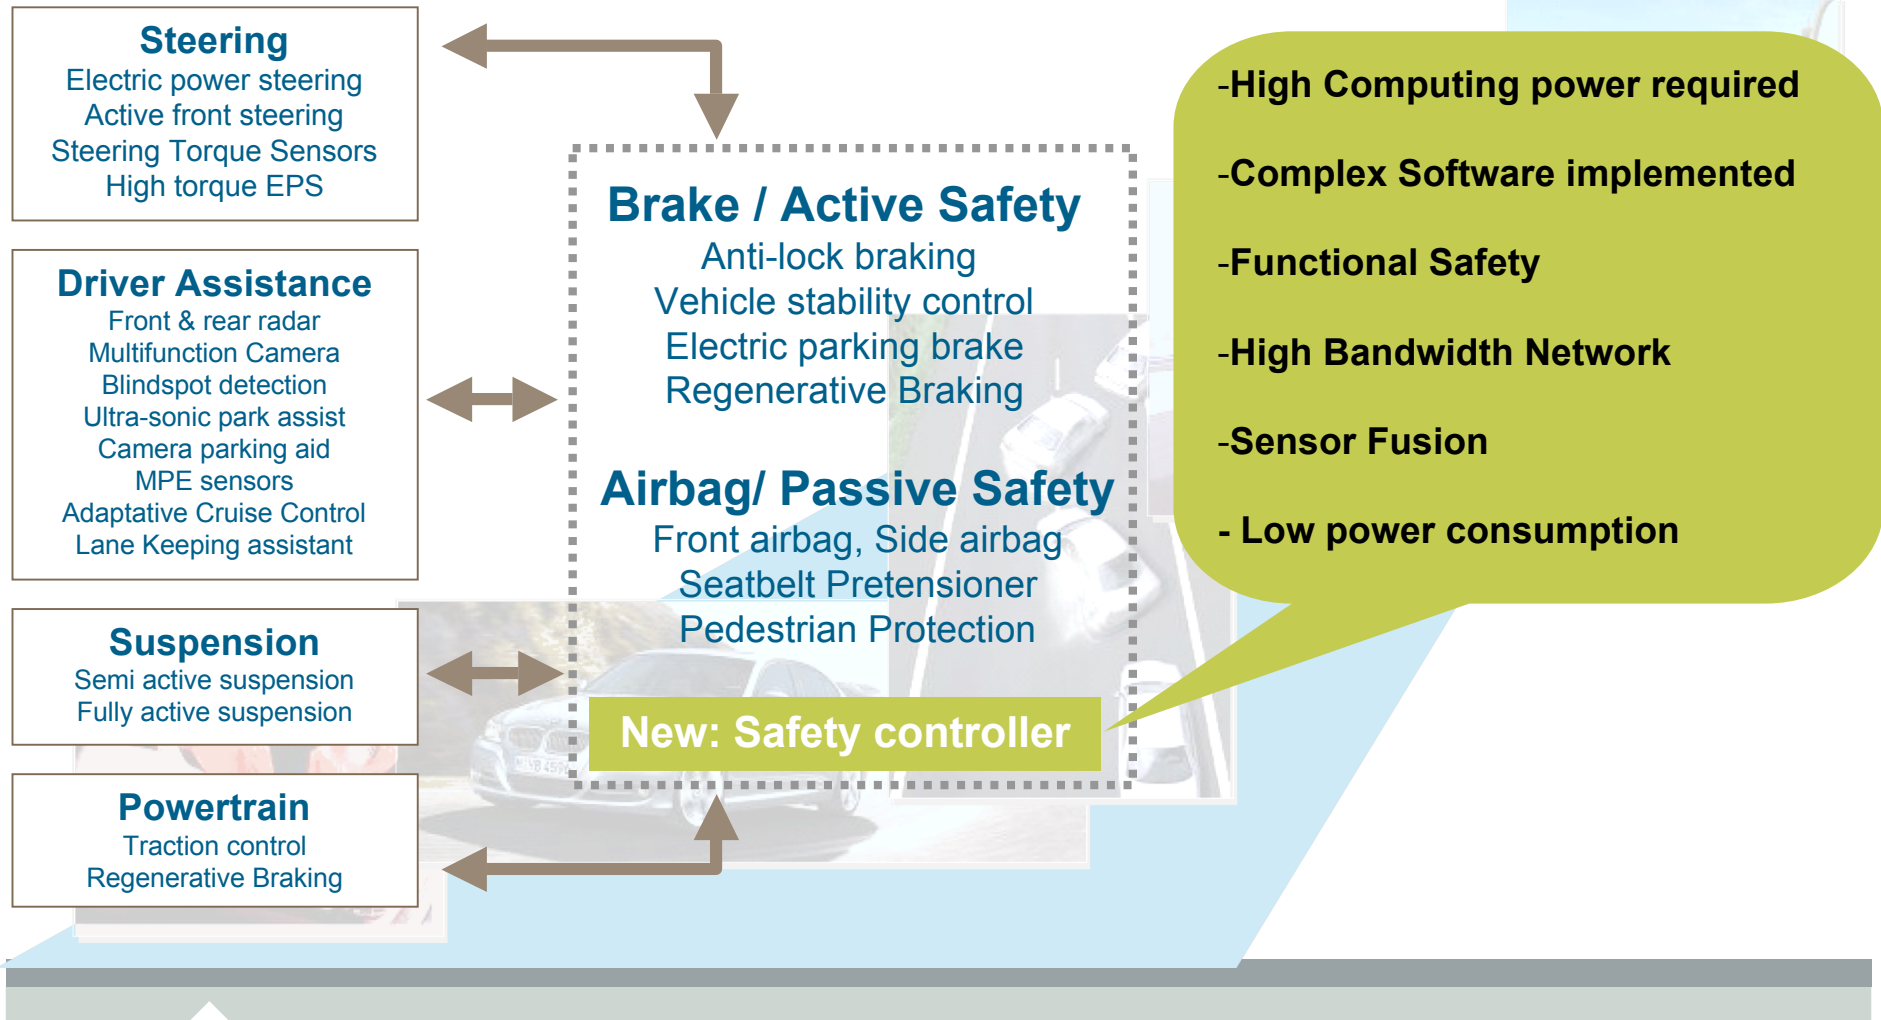 Steering
Electric power steering
Active front steering
Steering Torque Sensors
High torque EPS
Driver Assistance
Front & rear radar
Multifunction Camera
Blindspot detection
Ultra-sonic park assist
Camera parking aid
MPE sensors
Adaptative Cruise Control
Lane Keeping assistant
Suspension
Semi active suspension
Fully active suspension
Powertrain
Traction control
Regenerative Braking
Brake / Active Safety
Anti-lock braking
Vehicle stability control
Electric parking brake
Regenerative Braking
Airbag/ Passive Safety
Front airbag, Side airbag
Seatbelt Pretensioner
Pedestrian Protection
New: Safety controller
-High Computing power required
-Complex Software implemented
-Functional Safety
-High Bandwidth Network
-Sensor Fusion
- Low power consumption